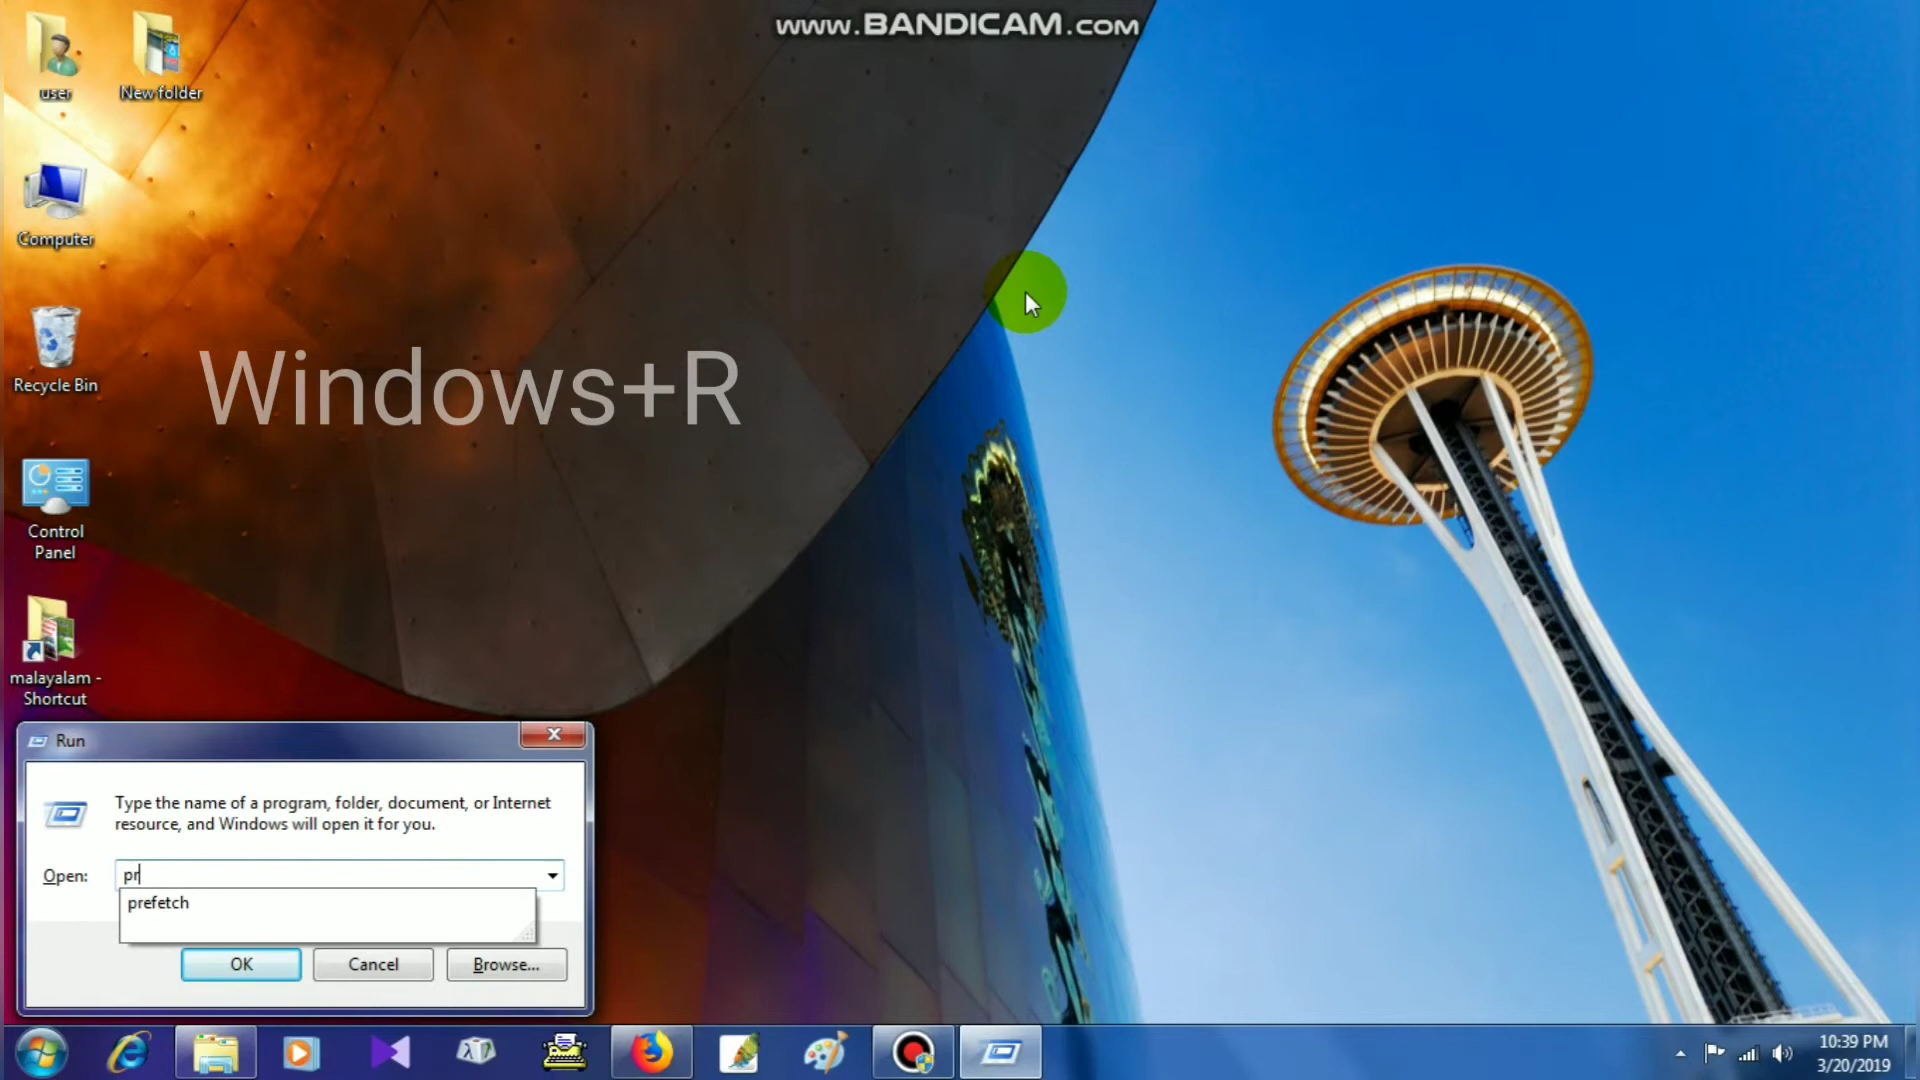 www.BANDICAM.com
user
New folder
Computer
Recycle Bin
Windows+R
Control
Panel
malayalam -
Shortcut
Run
Type the name of a program, folder, document, or Internet
resource, and Windows will open it for you.
Open:
pr
prefetch
OK
Cancel
Browse...
10:39 PM
3/20/2019